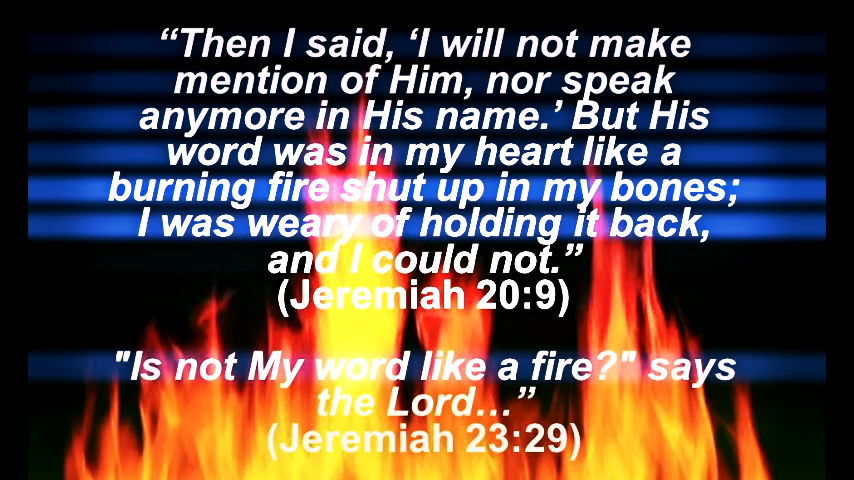 “Then I said, ‘I will not make
mention of Him, nor speak
anymore in His name.’ But His
word was in my heart like a
burning fire shut up in my bones;
I was weary of holding it back,
and I could not.”
(Jeremiah 20:9)
"Is not My word like a fire?" says
the Lord…”
(Jeremiah 23:29)